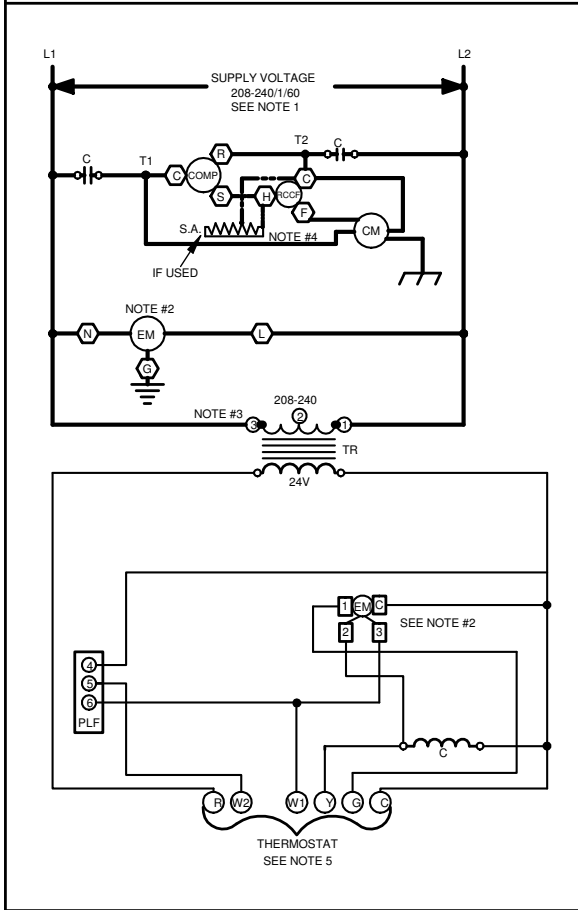 L1 L2
SUPPLY VOLTAGE
208-240/1/60
SEE NOTE 1
C T1 T2 C
R
C COMP C
S H RCCF
F
S.A. NOTE #4 CM
IF USED
NOTE #2
N EM L
G
NOTE #3 208-240
3 2 1
TR
24V
1 EM C
SEE NOTE #2
2 3
4
5
6
PLF
C
R W2 W1 Y G C
THERMOSTAT
SEE NOTE 5